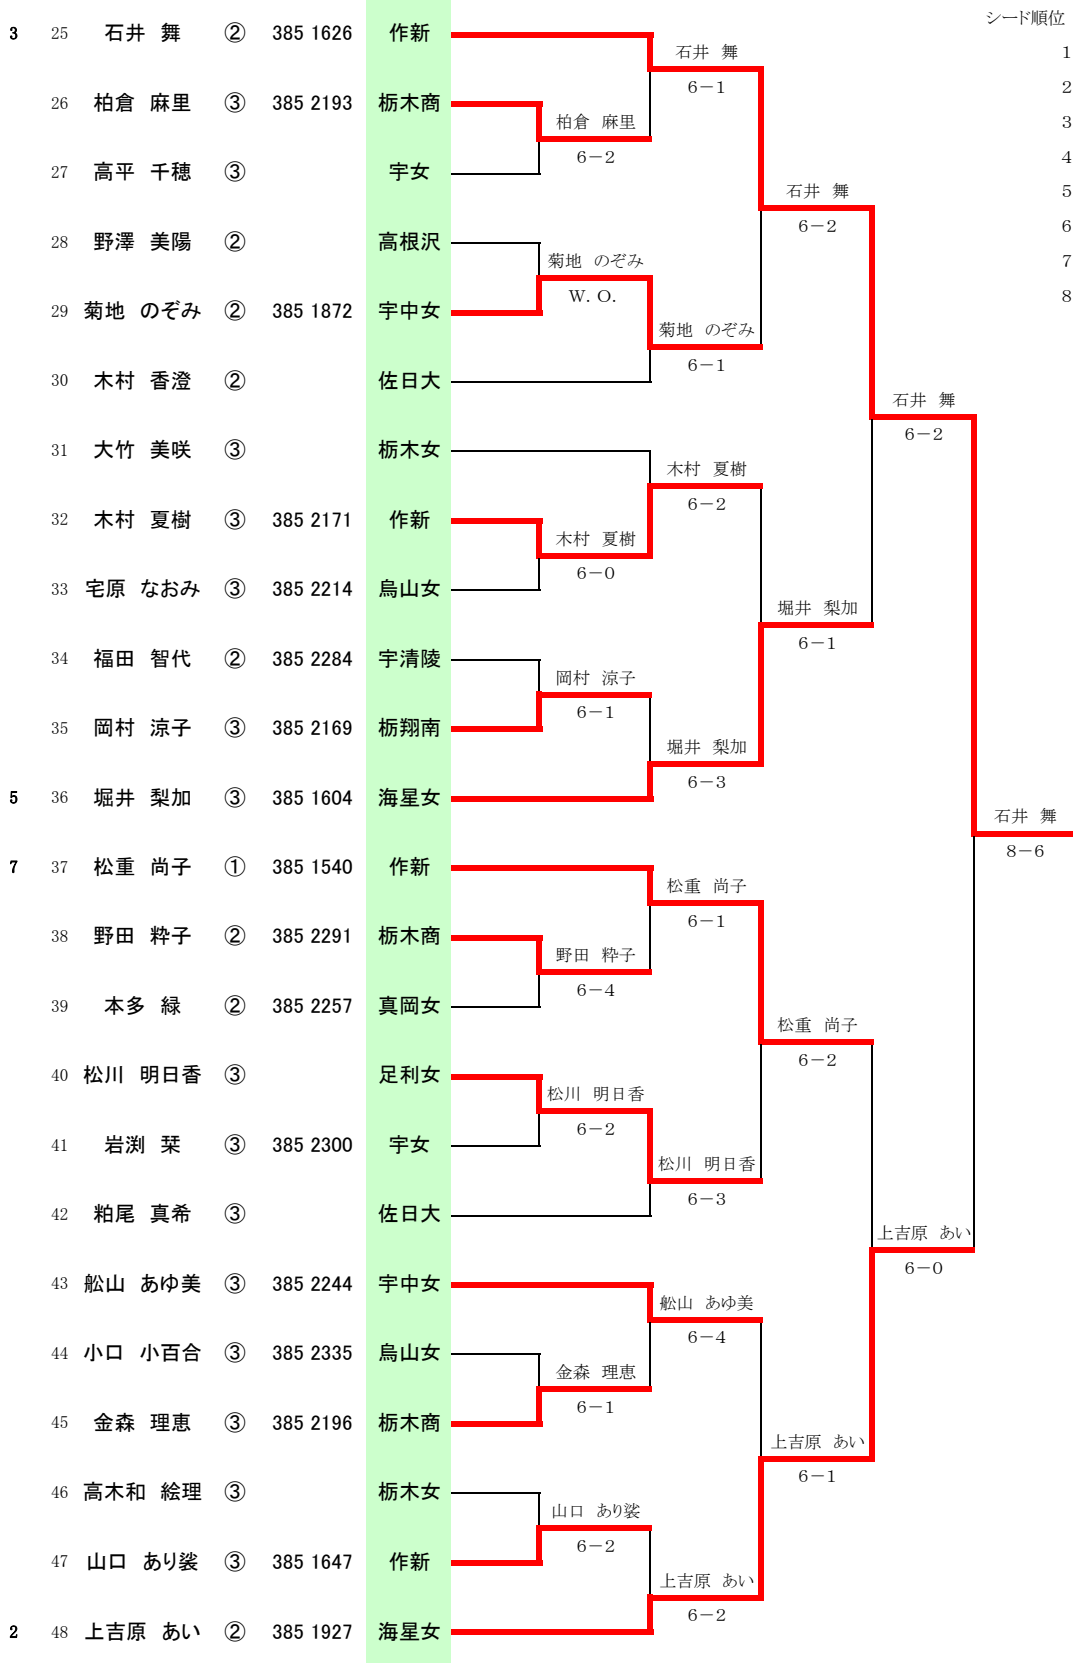 シード順位
3 25 石井 舞 ② 385 1626 作新
石井 舞
1
6－1
2
26 柏倉 麻里 ③ 385 2193 栃木商
柏倉 麻里
3
6－2
4
27 高平 千穂 ③ 宇女
石井 舞
5
6－2
6
28 野澤 美陽 ② 高根沢
菊地 のぞみ
7
W.O.
8
29 菊地 のぞみ ② 385 1872 宇中女
菊地 のぞみ
6－1
30 木村 香澄 ② 佐日大
石井 舞
6－2
31 大竹 美咲 ③ 栃木女
木村 夏樹
6－2
32 木村 夏樹 ③ 385 2171 作新
木村 夏樹
6－0
33 宅原 なおみ ③ 385 2214 烏山女
堀井 梨加
6－1
34 福田 智代 ② 385 2284 宇清陵
岡村 涼子
6－1
35 岡村 涼子 ③ 385 2169 栃翔南
堀井 梨加
6－3
5 36 堀井 梨加 ③ 385 1604 海星女
石井 舞
8－6
7 37 松重 尚子 ① 385 1540 作新
松重 尚子
6－1
38 野田 粋子 ② 385 2291 栃木商
野田 粋子
6－4
39 本多 緑 ② 385 2257 真岡女
松重 尚子
6－2
40 松川 明日香 ③ 足利女
松川 明日香
6－2
41 岩渕 栞 ③ 385 2300 宇女
松川 明日香
6－3
42 粕尾 真希 ③ 佐日大
上吉原 あい
6－0
43 舩山 あゆ美 ③ 385 2244 宇中女
舩山 あゆ美
6－4
44 小口 小百合 ③ 385 2335 烏山女
金森 理恵
6－1
45 金森 理恵 ③ 385 2196 栃木商
上吉原 あい
6－1
46 高木和 絵理 ③ 栃木女
山口 あり裟
6－2
47 山口 あり裟 ③ 385 1647 作新
上吉原 あい
6－2
2 48 上吉原 あい ② 385 1927 海星女